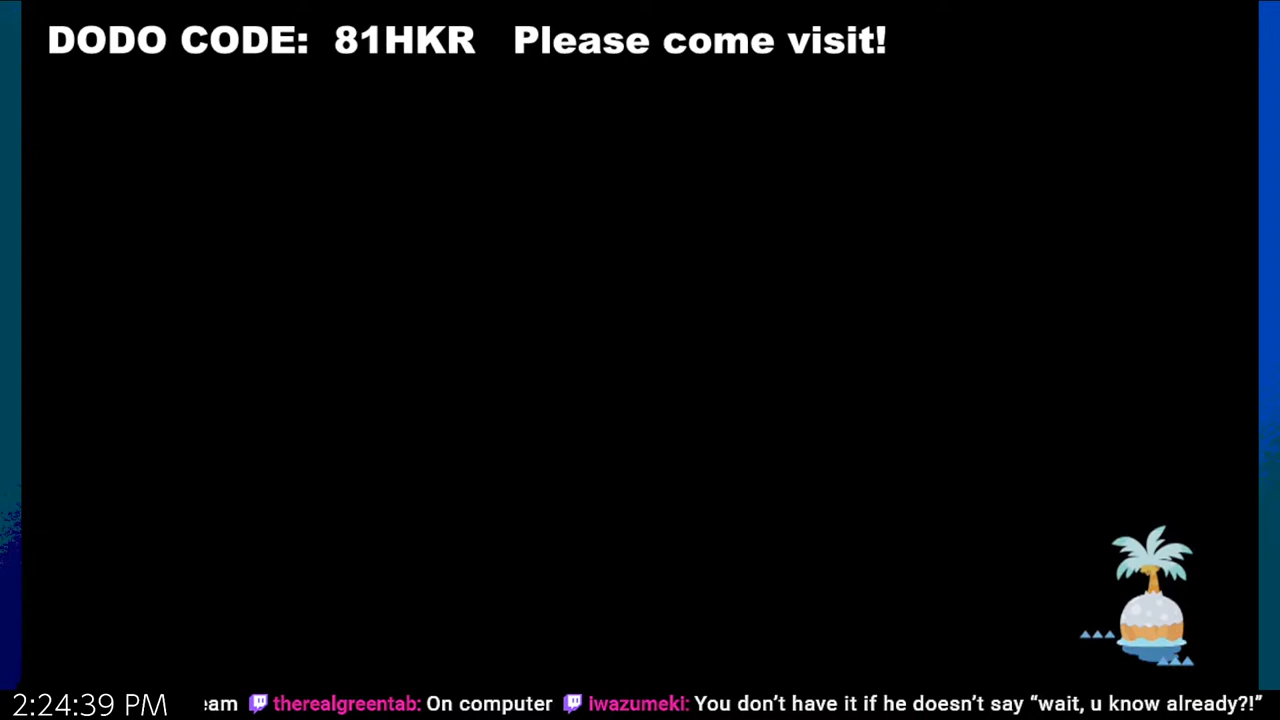 DODO CODE: 81HKR Please come visit!
2:24:39 PM eam therealgreentab: On computer iwazumeki: You don’t have it if he doesn’t say “wait, u know already?!”